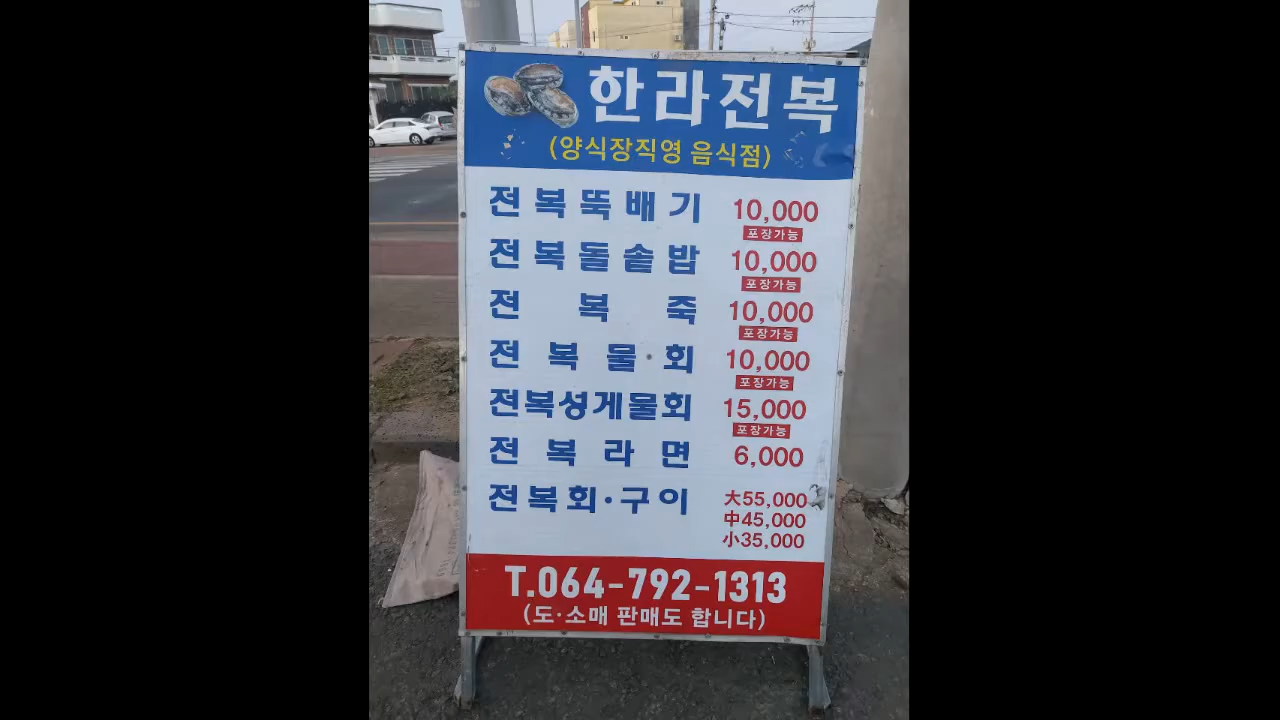 한라전복
(양식장직영 음식점)
전복뚝배기 10,000
포장가능
전복돌솥밥 10,000
포장가능
전복죽 10,000
포장가능
전복물·회 10,000
포장가능
전복성게물회 15,000
포장가능
전복라면 6,000
전복회·구이 大55,000
中45,000
小35,000
T.064-792-1313
(도·소매 판매도 합니다)